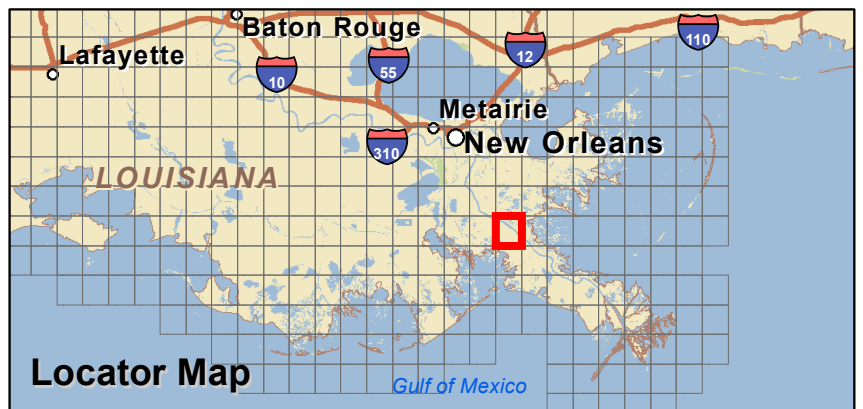 Baton Rouge
Lafayette
110
12
55
10
Metairie
New Orleans
310
LOUISIANA
Locator Map
Gulf of Mexico